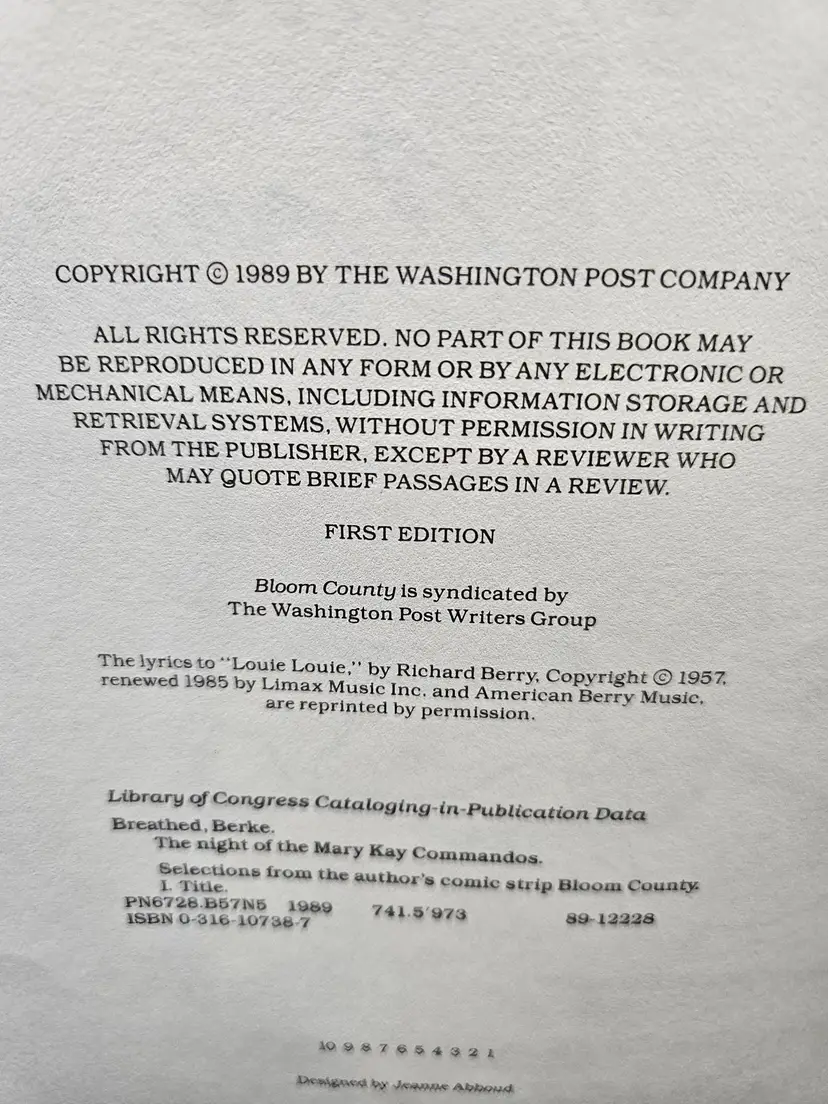 COPYRIGHT © 1989 BY THE WASHINGTON POST COMPANY
ALL RIGHTS RESERVED. NO PART OF THIS BOOK MAY
BE REPRODUCED IN ANY FORM OR BY ANY ELECTRONIC OR
MECHANICAL MEANS, INCLUDING INFORMATION STORAGE AND
RETRIEVAL SYSTEMS, WITHOUT PERMISSION IN WRITING
FROM THE PUBLISHER, EXCEPT BY A REVIEWER WHO
MAY QUOTE BRIEF PASSAGES IN A REVIEW.
FIRST EDITION
Bloom County is syndicated by
The Washington Post Writers Group
The lyrics to "Louie Louie," by Richard Berry, Copyright © 1957,
renewed 1985 by Limax Music Inc. and American Berry Music,
are reprinted by permission.
Library of Congress Cataloging-in-Publication Data
Breathed, Berke.
The night of the Mary Kay Commandos.
Selections from the author's comic strip Bloom County.
I. Title.
PN6728.B57N5 1989 741.5'973 89-12228
ISBN 0-316-10738-7
10 9 8 7 6 5 4 3 2 1
Designed by Jeanne Abboud